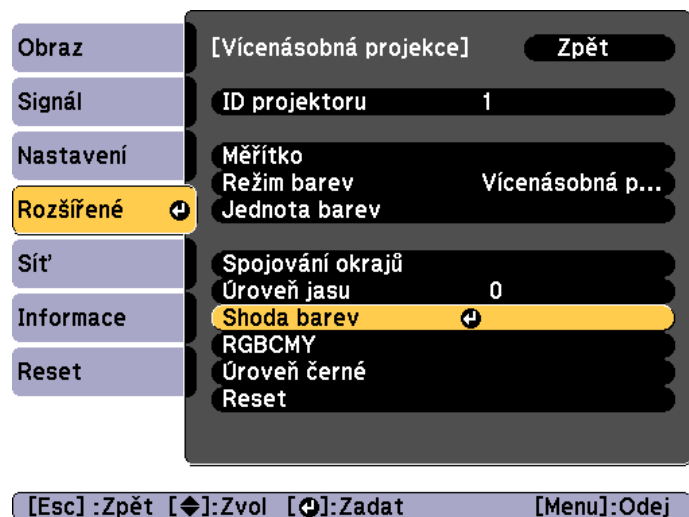 Obraz
Signál
Nastavení
Rozšířené
Síť
Informace
Reset
[Vícenásobná projekce] Zpět
ID projektoru 1
Měřítko
Režim barev Vícenásobná p...
Jednota barev
Spojování okrajů
Úroveň jasu 0
Shoda barev
RGBCMY
Úroveň černé
Reset
[Esc] :Zpět [◆]:Zvol [↵]:Zadat [Menu]:Odej